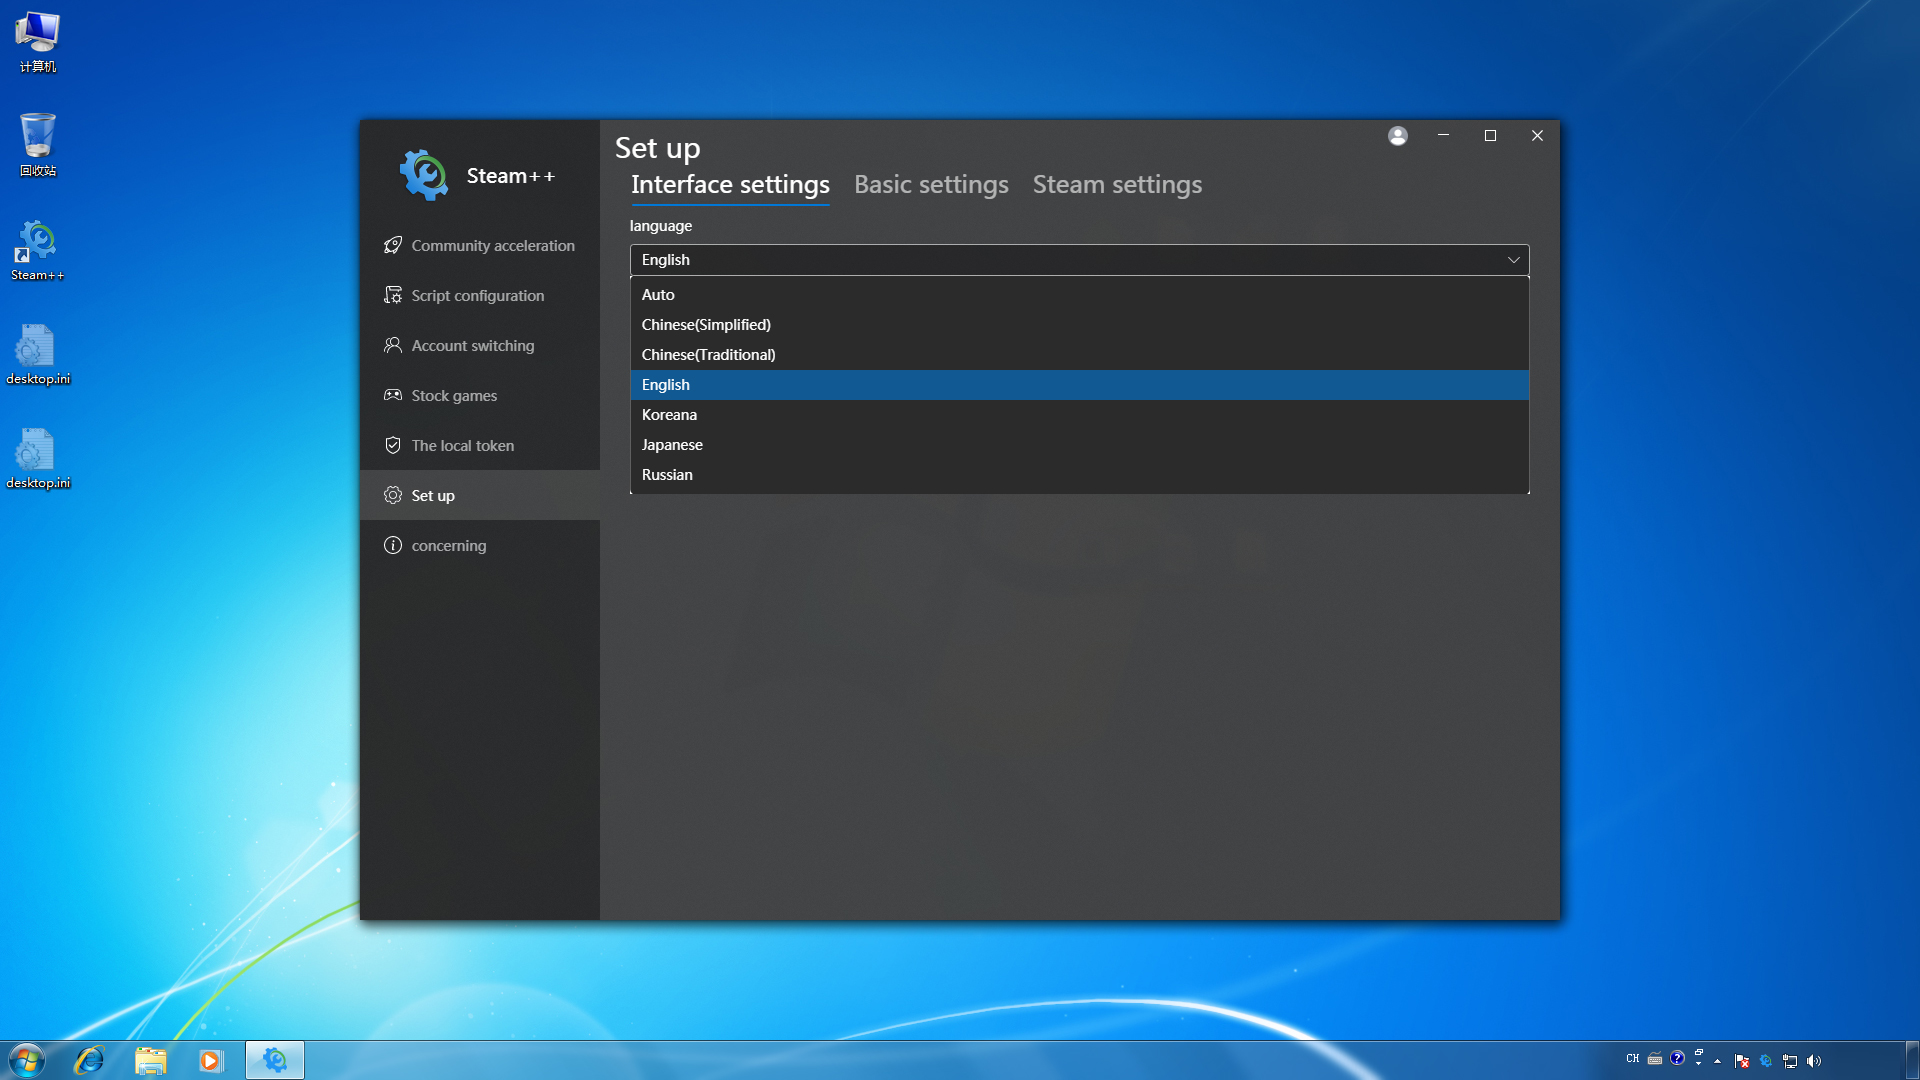 计算机
回收站
Steam++
desktop.ini
desktop.ini
Steam++
Community acceleration
Script configuration
Account switching
Stock games
The local token
Set up
concerning
Set up
Interface settings Basic settings Steam settings
language
English
Auto
Chinese(Simplified)
Chinese(Traditional)
English
Koreana
Japanese
Russian
CH